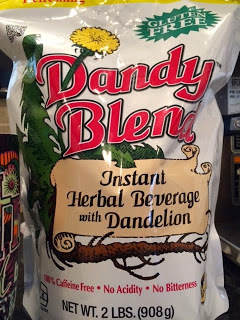 GLUTEN
FREE
Dandy
Blend
Instant
Herbal Beverage
with Dandelion
100% Caffeine Free • No Acidity • No Bitterness
NET WT. 2 LBS. (908g)